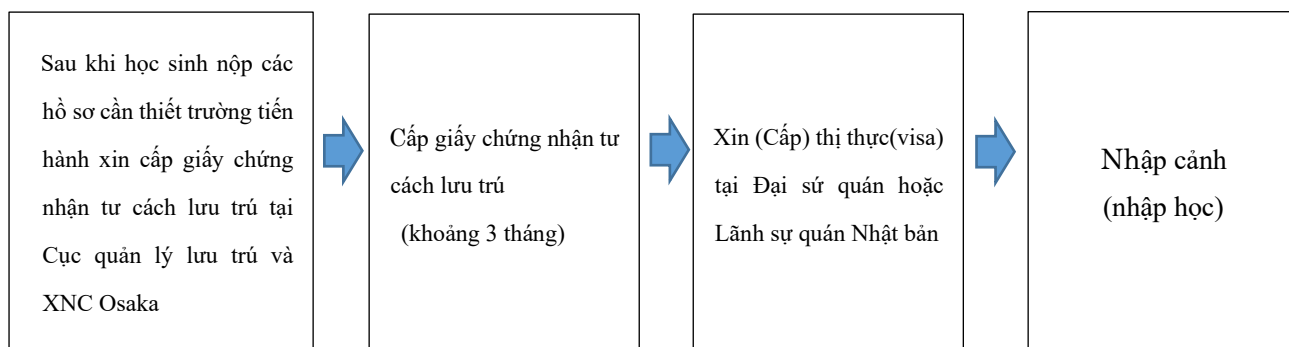 Sau khi học sinh nộp các
hồ sơ cần thiết trường tiến
hành xin cấp giấy chứng
nhận tư cách lưu trú tại
Cục quản lý lưu trú và
XNC Osaka
Cấp giấy chứng nhận tư
cách lưu trú
(khoảng 3 tháng)
Xin (Cấp) thị thực(visa)
tại Đại sứ quán hoặc
Lãnh sự quán Nhật bản
Nhập cảnh
(nhập học)